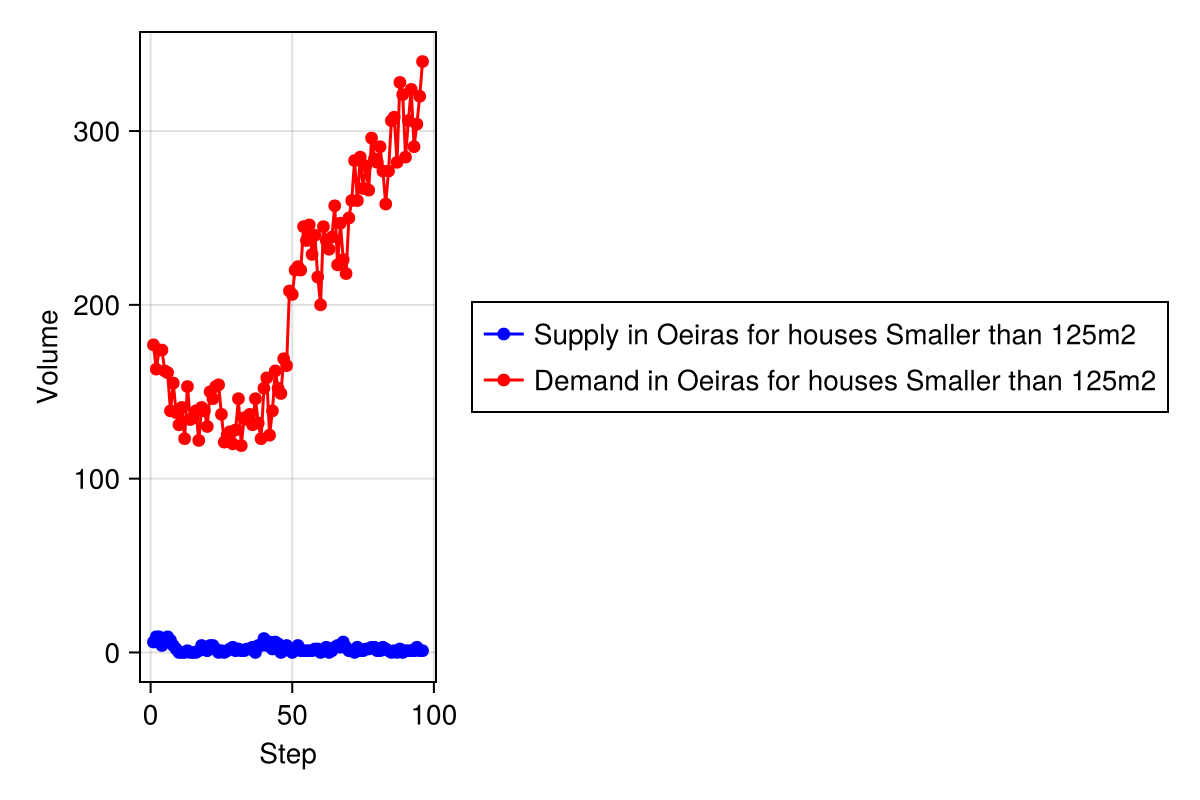 300
200
100
0
Volume
0 50 100
Step
Supply in Oeiras for houses Smaller than 125m2
Demand in Oeiras for houses Smaller than 125m2